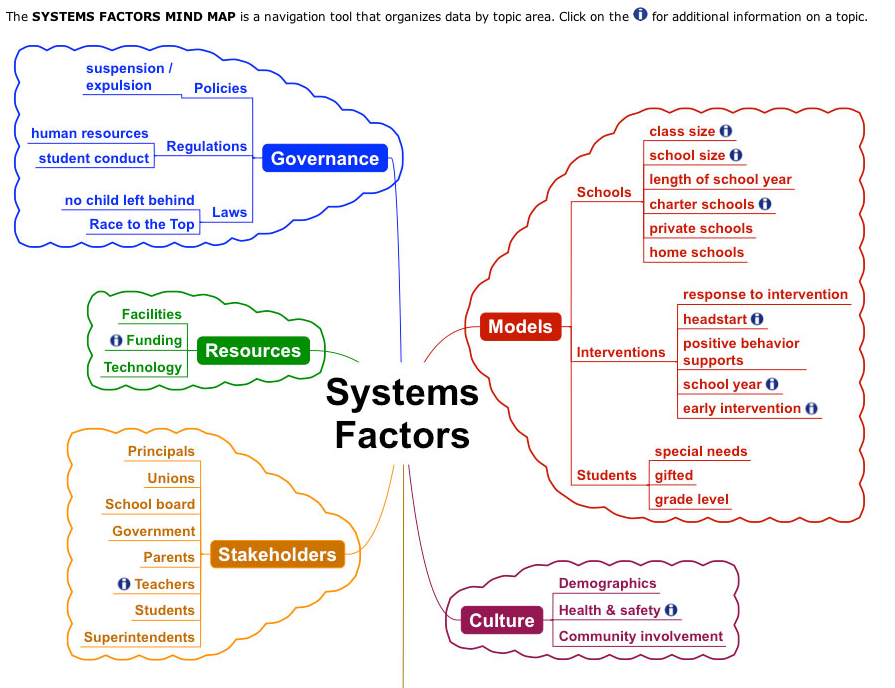 The SYSTEMS FACTORS MIND MAP is a navigation tool that organizes data by topic area. Click on the i for additional information on a topic.
Systems
Factors
Governance
Policies
suspension /
expulsion
Regulations
human resources
student conduct
Laws
no child left behind
Race to the Top
Resources
Facilities
i Funding
Technology
Stakeholders
Principals
Unions
School board
Government
Parents
i Teachers
Students
Superintendents
Models
Schools
class size i
school size i
length of school year
charter schools i
private schools
home schools
Interventions
response to intervention
headstart i
positive behavior
supports
school year i
early intervention i
Students
special needs
gifted
grade level
Culture
Demographics
Health & safety i
Community involvement